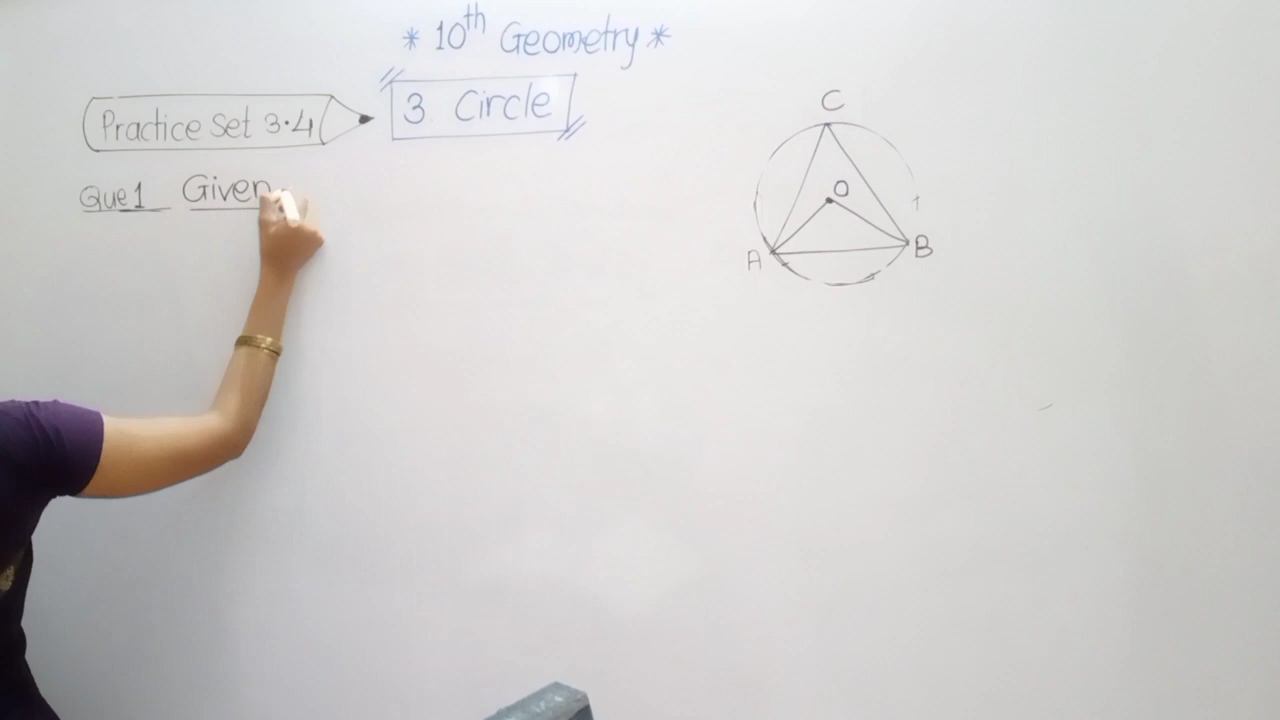 * 10th Geometry *
3. Circle
Practice Set 3.4
Que 1 Given
C
O
A
B